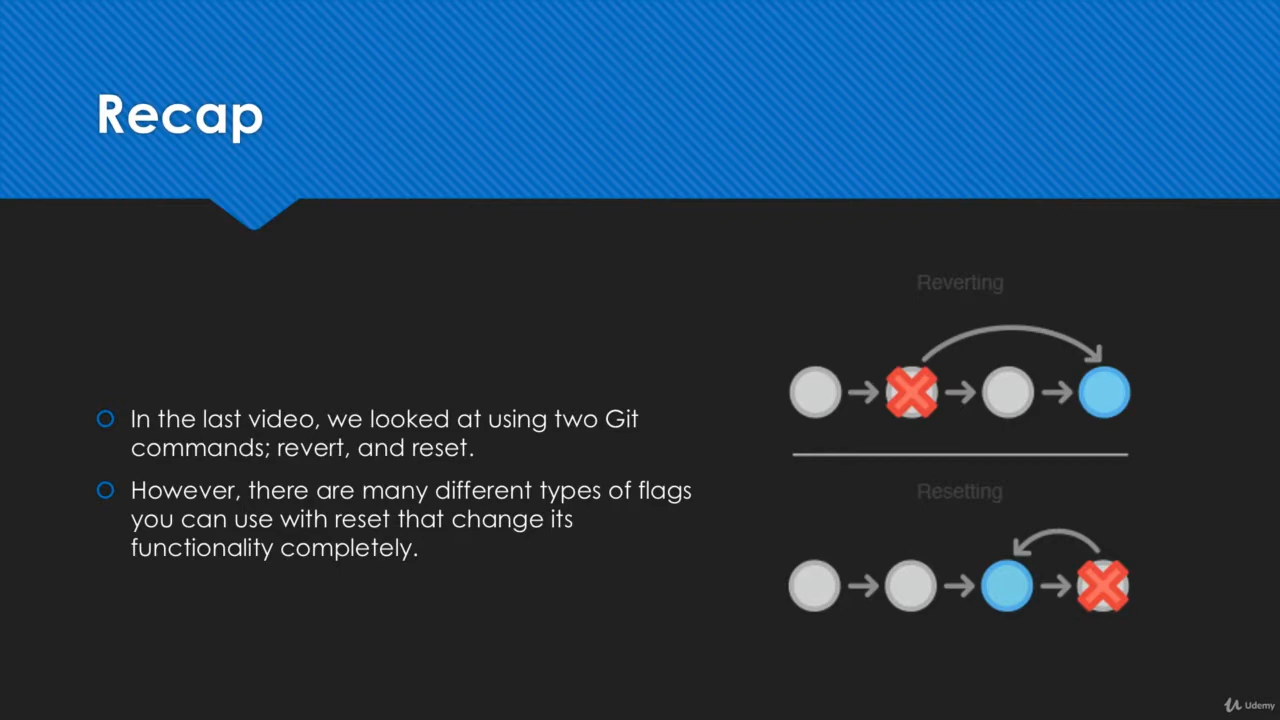 Recap
In the last video, we looked at using two Git
commands; revert, and reset.
However, there are many different types of flags
you can use with reset that change its
functionality completely.
Reverting
Resetting
Udemy